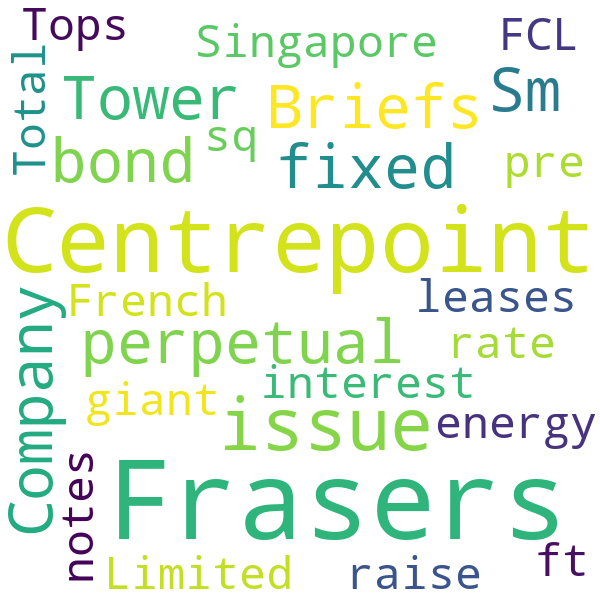 Tops
Singapore
FCL
Total
Tower
Briefs
Sm
sq
bond
fixed
pre
Centrepoint
Company
French
leases
perpetual
rate
interest
giant
issue
energy
notes
Frasers
Limited
raise
ft